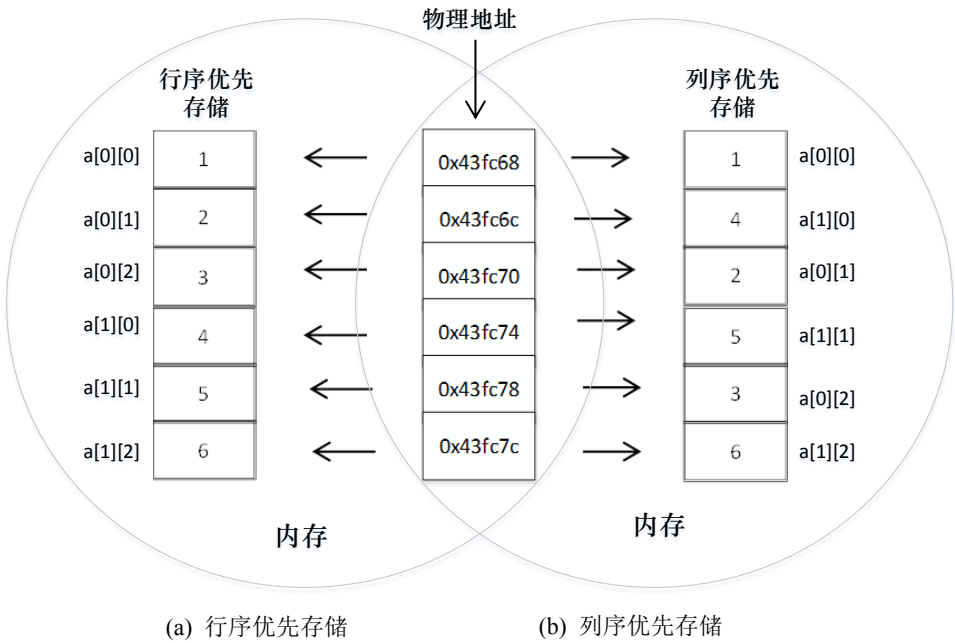 物理地址
行序优先
存储
列序优先
存储
a[0][0] 1 0x43fc68 1 a[0][0]
a[0][1] 2 0x43fc6c 4 a[1][0]
a[0][2] 3 0x43fc70 2 a[0][1]
a[1][0] 4 0x43fc74 5 a[1][1]
a[1][1] 5 0x43fc78 3 a[0][2]
a[1][2] 6 0x43fc7c 6 a[1][2]
内存 内存
(a) 行序优先存储 (b) 列序优先存储